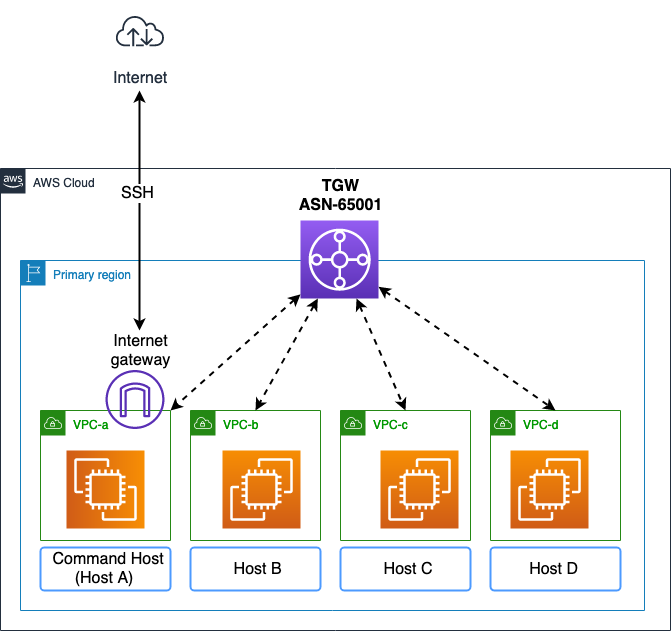 Internet
SSH
aws
AWS Cloud
TGW
ASN-65001
Primary region
Internet
gateway
VPC-a
VPC-b
VPC-c
VPC-d
Command Host
(Host A)
Host B
Host C
Host D